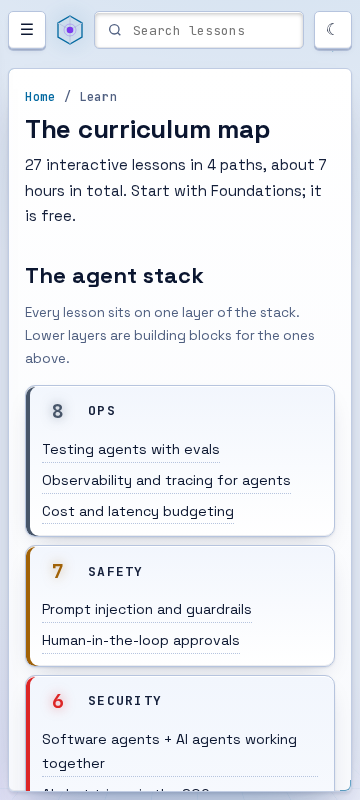 Search lessons
Home / Learn
The curriculum map
27 interactive lessons in 4 paths, about 7
hours in total. Start with Foundations; it
is free.
The agent stack
Every lesson sits on one layer of the stack.
Lower layers are building blocks for the ones
above.
8 OPS
Testing agents with evals
Observability and tracing for agents
Cost and latency budgeting
7 SAFETY
Prompt injection and guardrails
Human-in-the-loop approvals
6 SECURITY
Software agents + AI agents working
together